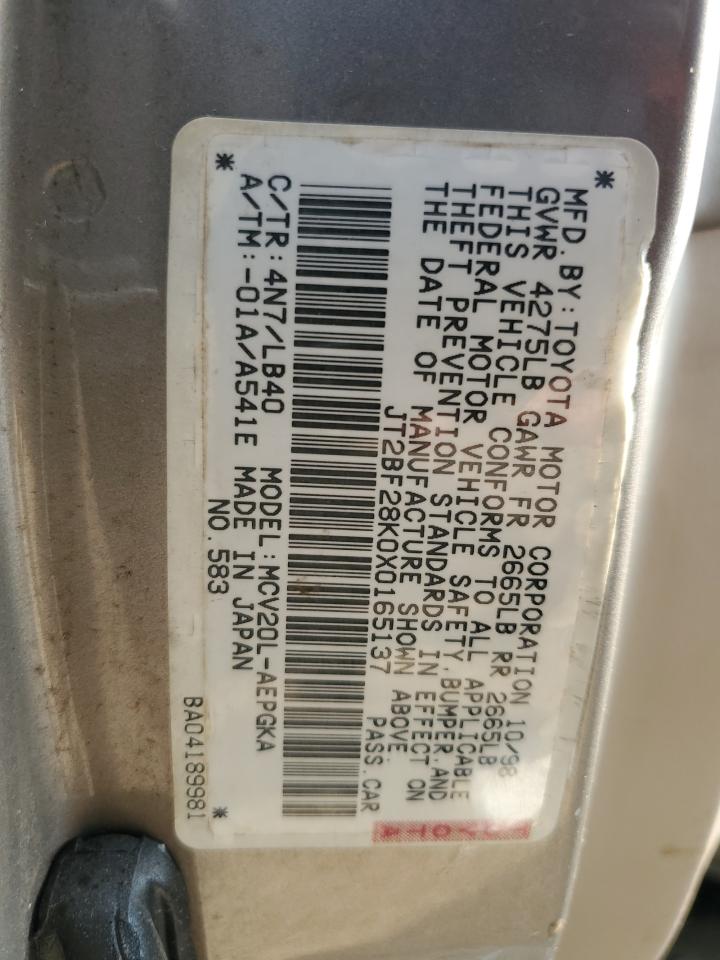 * MFD.BY:TOYOTA MOTOR CORPORATION 10/98
GVWR 4275LB GAWR FR 2665LB RR 2665LB
THIS VEHICLE CONFORMS TO ALL APPLICABLE
FEDERAL MOTOR VEHICLE SAFETY,BUMPER,AND
THEFT PREVENTION STANDARDS IN EFFECT ON
THE DATE OF MANUFACTURE SHOWN ABOVE.
JT2BF28K0X0165137 PASS.CAR
C/TR:4N7/LB40 MODEL:MCV20L-AEPGKA
A/TM:-01A/A541E MADE IN JAPAN
* NO.583 *
BA04189981